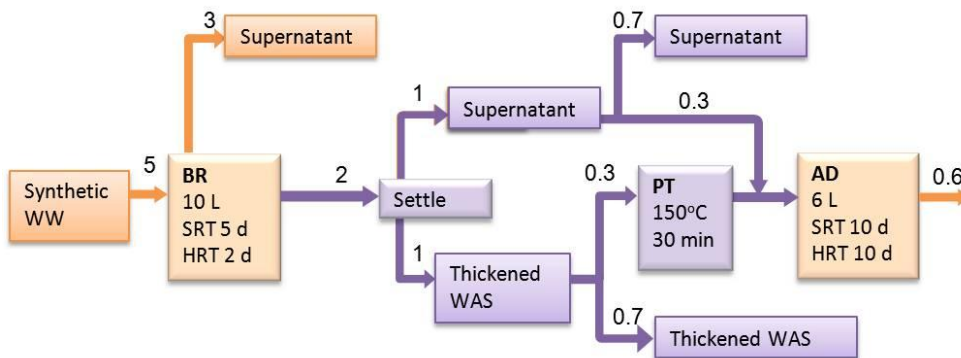 3
Supernatant
0.7
Supernatant
1
Supernatant
0.3
5
Synthetic
WW
BR
10 L
SRT 5 d
HRT 2 d
2
Settle
0.3
PT
150°C
30 min
AD
6 L
SRT 10 d
HRT 10 d
0.6
1
Thickened
WAS
0.7
Thickened WAS